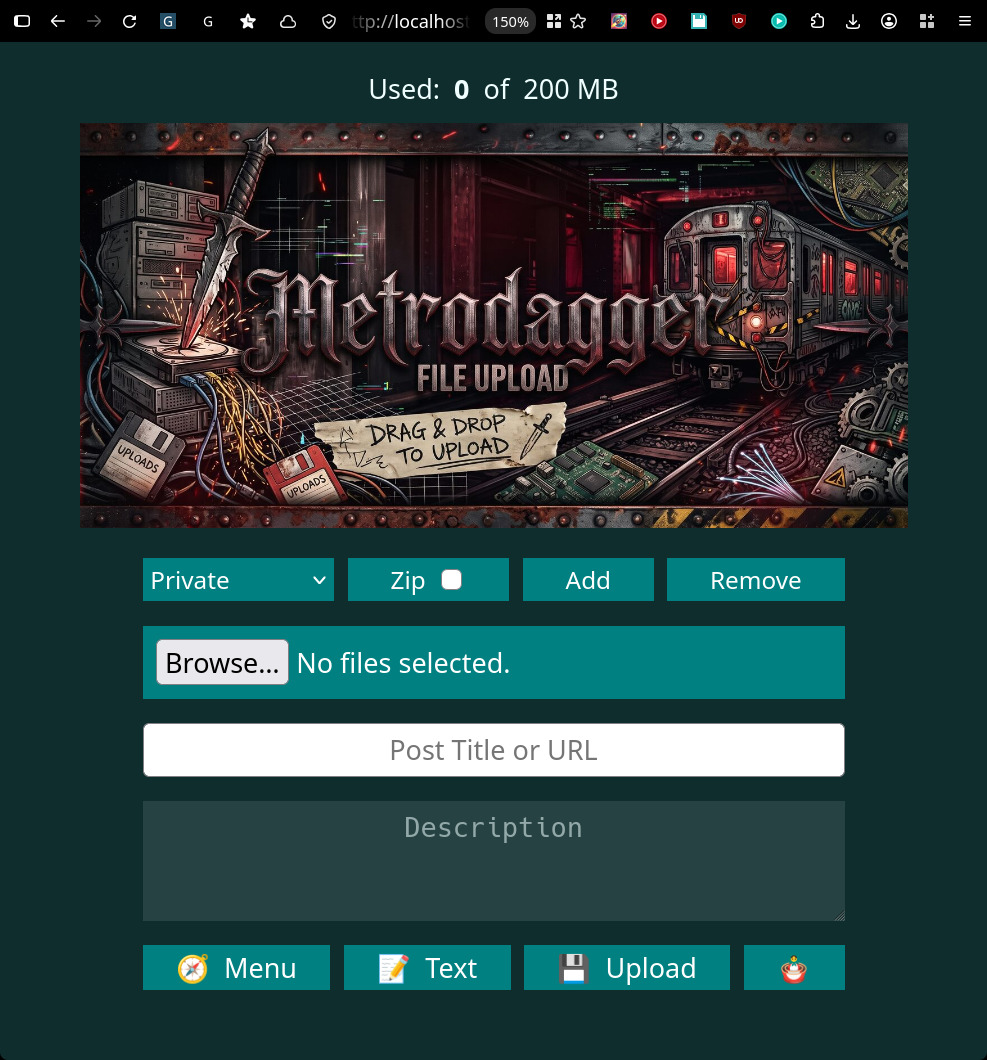 ttp://localhost
150%
Used: 0 of 200 MB
Metrodagger
FILE UPLOAD
DRAG & DROP
TO UPLOAD
UPLOADS
UPLOADS
Private
Zip
Add
Remove
Browse...
No files selected.
Post Title or URL
Description
Menu
Text
Upload